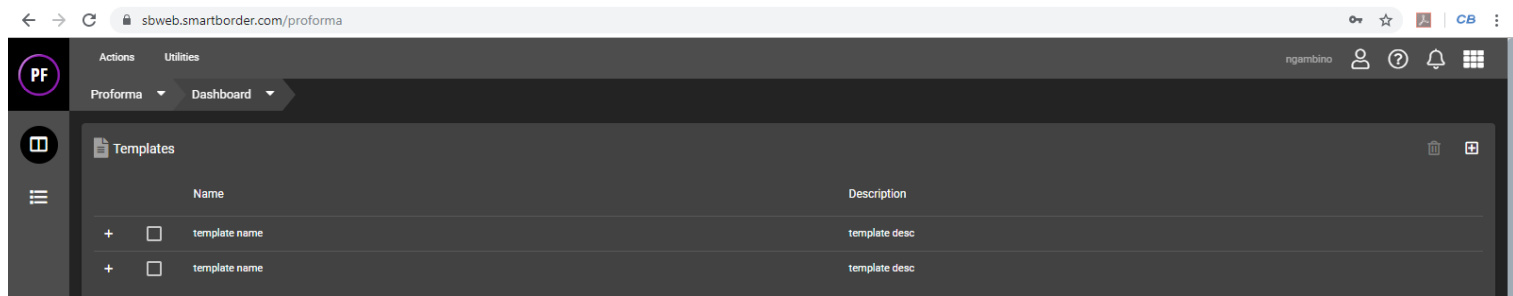 sbweb.smartborder.com/proforma
CB
PF
Actions Utilities
ngambino
Proforma Dashboard
Templates
Name Description
template name template desc
template name template desc